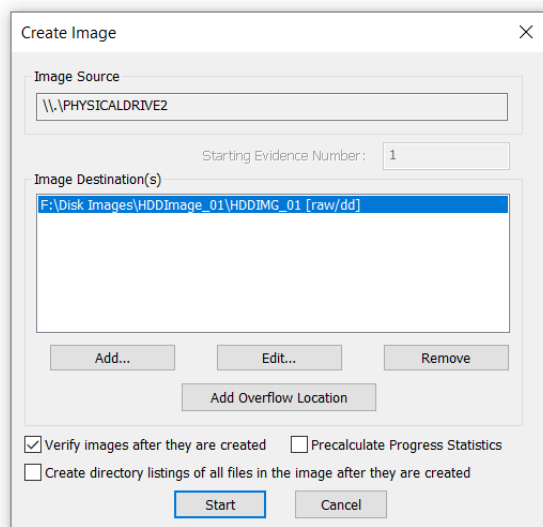 Create Image
Image Source
\\.\PHYSICALDRIVE2
Starting Evidence Number: 1
Image Destination(s)
F:\Disk Images\HDDImage_01\HDDIMG_01 [raw/dd]
Add... Edit... Remove
Add Overflow Location
Verify images after they are created Precalculate Progress Statistics
Create directory listings of all files in the image after they are created
Start Cancel